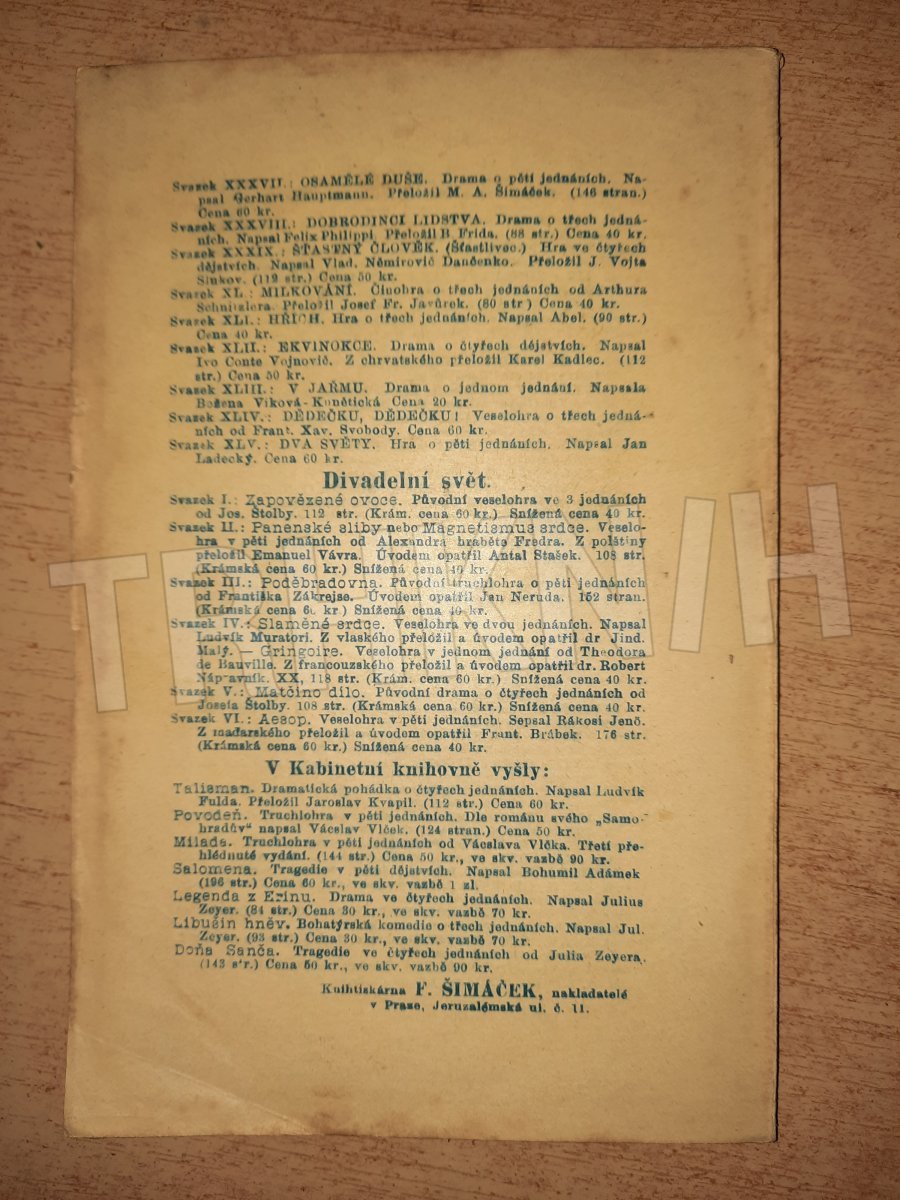 Svazek XXXVII.: OSAMĚLÉ DUŠE. Drama o pěti jednáních. Na-
psal Gerhart Hauptmann. Přeložil M. A. Šimáček. (146 stran.)
Cena 60 kr.
Svazek XXXVIII.: DOBRODINCI LIDSTVA. Drama o třech jedná-
ních. Napsal Felix Philippi. Přeložil B. Frida. (88 str.) Cena 40 kr.
Svazek XXXIX.: ŠŤASTNÝ ČLOVĚK. (Šťastlivec.) Hra ve čtyřech
dějstvích. Napsal Vlad. Němirovič Dančenko. Přeložil J. Vojta
Slukov. (112 str.) Cena 50 kr.
Svazek XL.: MILKOVÁNÍ. Činohra o třech jednáních od Arthura
Schnitzlera. Přeložil Josef Fr. Javůrek. (80 str ) Cena 40 kr.
Svazek XLI.: HŘÍCH. Hra o třech jednáních. Napsal Abel. (90 str.)
Cena 40 kr.
Svazek XLII.: EKVINOKCE. Drama o čtyřech dějstvích. Napsal
Ivo Conte Vojnovič. Z chrvatského přeložil Karel Kadlec. (112
str.) Cena 50 kr.
Svazek XLIII.: V JAŘMU. Drama o jednom jednání. Napsala
Božena Viková-Kunětická Cena 20 kr.
Svazek XLIV.: DĚDEČKU, DĚDEČKU! Veselohra o třech jedná-
ních od Frant. Xav. Svobody. Cena 60 kr.
Svazek XLV.: DVA SVĚTY. Hra o pěti jednáních. Napsal Jan
Ladecký. Cena 60 kr.
Divadelní svět.
Svazek I.: Zapovězené ovoce. Původní veselohra ve 3 jednáních
od Jos. Štolby. 112 str. (Krám. cena 60 kr.) Snížená cena 40 kr.
Svazek II.: Panenské sliby nebo Magnetismus srdce. Veselo-
hra v pěti jednáních od Alexandra hraběte Fredra. Z polštiny
přeložil Emanuel Vávra. Úvodem opatřil Antal Stašek. 108 str.
(Krámská cena 60 kr.) Snížená cena 40 kr.
Svazek III.: Poděbradovna. Původní truchlohra o pěti jednáních
od Františka Zákrejse. Úvodem opatřil Jan Neruda. 152 stran.
(Krámská cena 60 kr ) Snížená cena 40 kr.
Svazek IV.: Slaměné srdce. Veselohra ve dvou jednáních. Napsal
Ludvík Muratori. Z vlaského přeložil a úvodem opatřil dr Jind.
Malý. — Gringoire. Veselohra v jednom jednání od Theodora
de Bauville. Z francouzského přeložil a úvodem opatřil dr. Robert
Nápravník. XX, 118 str. (Krám. cena 60 kr.) Snížená cena 40 kr.
Svazek V.: Matčino dílo. Původní drama o čtyřech jednáních od
Josefa Štolby. 108 str. (Krámská cena 60 kr.) Snížená cena 40 kr.
Svazek VI.: Aesop. Veselohra v pěti jednáních. Sepsal Rákosi Jenö.
Z maďarského přeložil a úvodem opatřil Frant. Brábek. 176 str.
(Krámská cena 60 kr.) Snížená cena 40 kr.
V Kabinetní knihovně vyšly:
Talisman. Dramatická pohádka o čtyřech jednáních. Napsal Ludvík
Fulda. Přeložil Jaroslav Kvapil. (112 str.) Cena 60 kr.
Povodeň. Truchlohra v pěti jednáních. Dle románu svého „Samo-
hradův“ napsal Václav Vlček. (124 stran.) Cena 50 kr.
Milada. Truchlohra v pěti jednáních od Václava Vlčka. Třetí pře-
hlédnuté vydání. (144 str.) Cena 50 kr., ve skv. vazbě 90 kr.
Salomena. Tragedie v pěti dějstvích. Napsal Bohumil Adámek
(196 str.) Cena 60 kr., ve skv. vazbě 1 zl.
Legenda z Erinu. Drama ve čtyřech jednáních. Napsal Julius
Zeyer. (84 str.) Cena 30 kr., ve skv. vazbě 70 kr.
Libušin hněv. Bohatýrská komedie o třech jednáních. Napsal Jul.
Zeyer. (93 str.) Cena 30 kr., ve skv. vazbě 70 kr.
Doňa Sanča. Tragedie ve čtyřech jednáních od Julia Zeyera.
(143 str.) Cena 50 kr., ve skv. vazbě 90 kr.
Knihtiskárna F. ŠIMÁČEK, nakladatelé
v Praze, Jeruzalémská ul. č. 11.